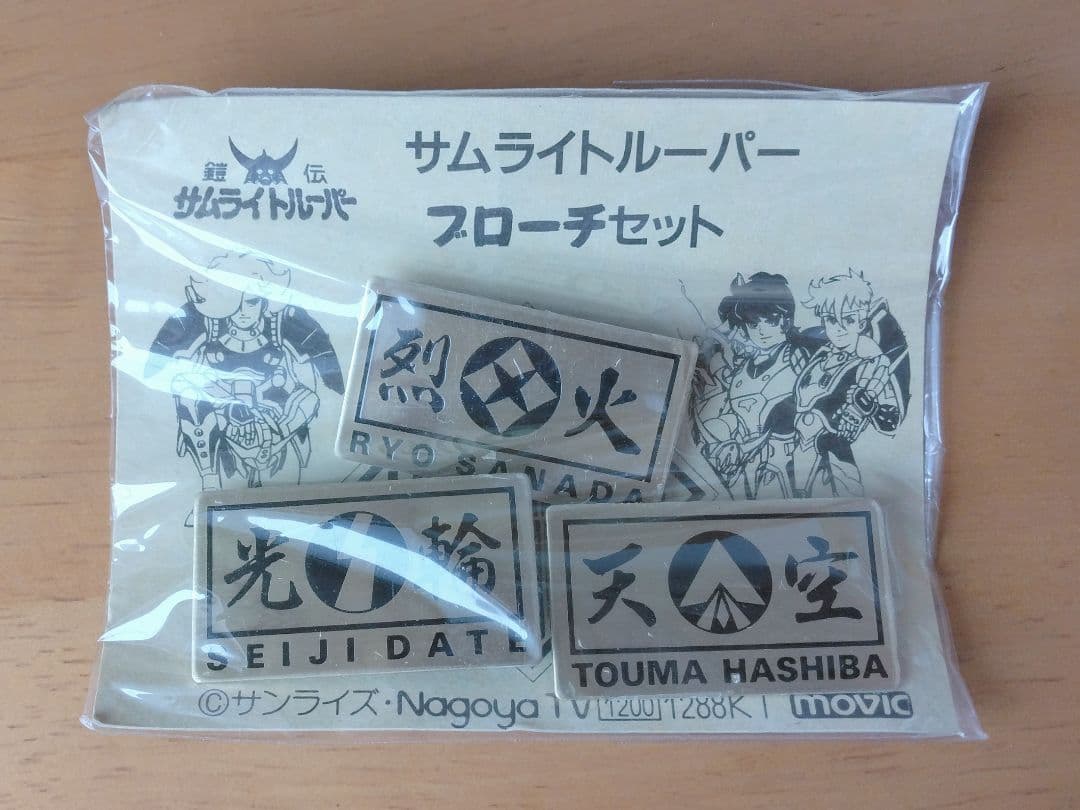 鎧伝
サムライトルーパー
サムライトルーパー
ブローチセット
烈火
RYO SANADA
光輪
SEIJI DATE
天空
TOUMA HASHIBA
©サンライズ・Nagoya TV 1200 1288KT movic